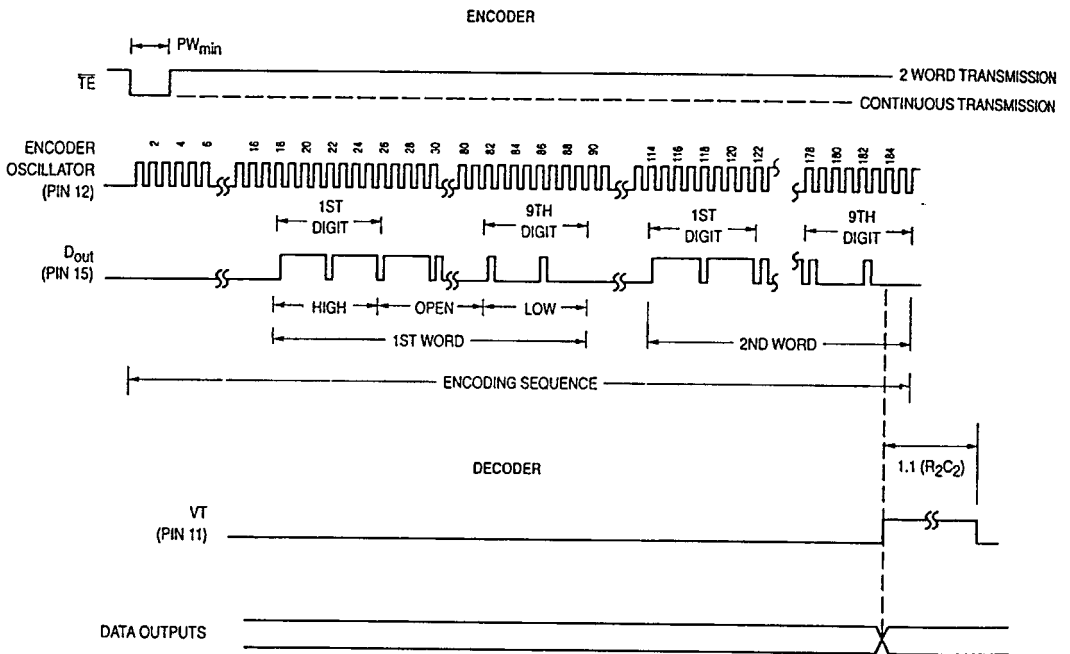 ENCODER
PWmin
TE
2 WORD TRANSMISSION
CONTINUOUS TRANSMISSION
ENCODER
OSCILLATOR
(PIN 12)
2 4 6 16 18 20 22 24 26 28 30 80 82 84 86 88 90 114 116 118 120 122 178 180 182 184
1ST
DIGIT
9TH
DIGIT
1ST
DIGIT
9TH
DIGIT
Dout
(PIN 15)
HIGH OPEN LOW
1ST WORD
2ND WORD
ENCODING SEQUENCE
DECODER
1.1 (R2C2)
VT
(PIN 11)
DATA OUTPUTS